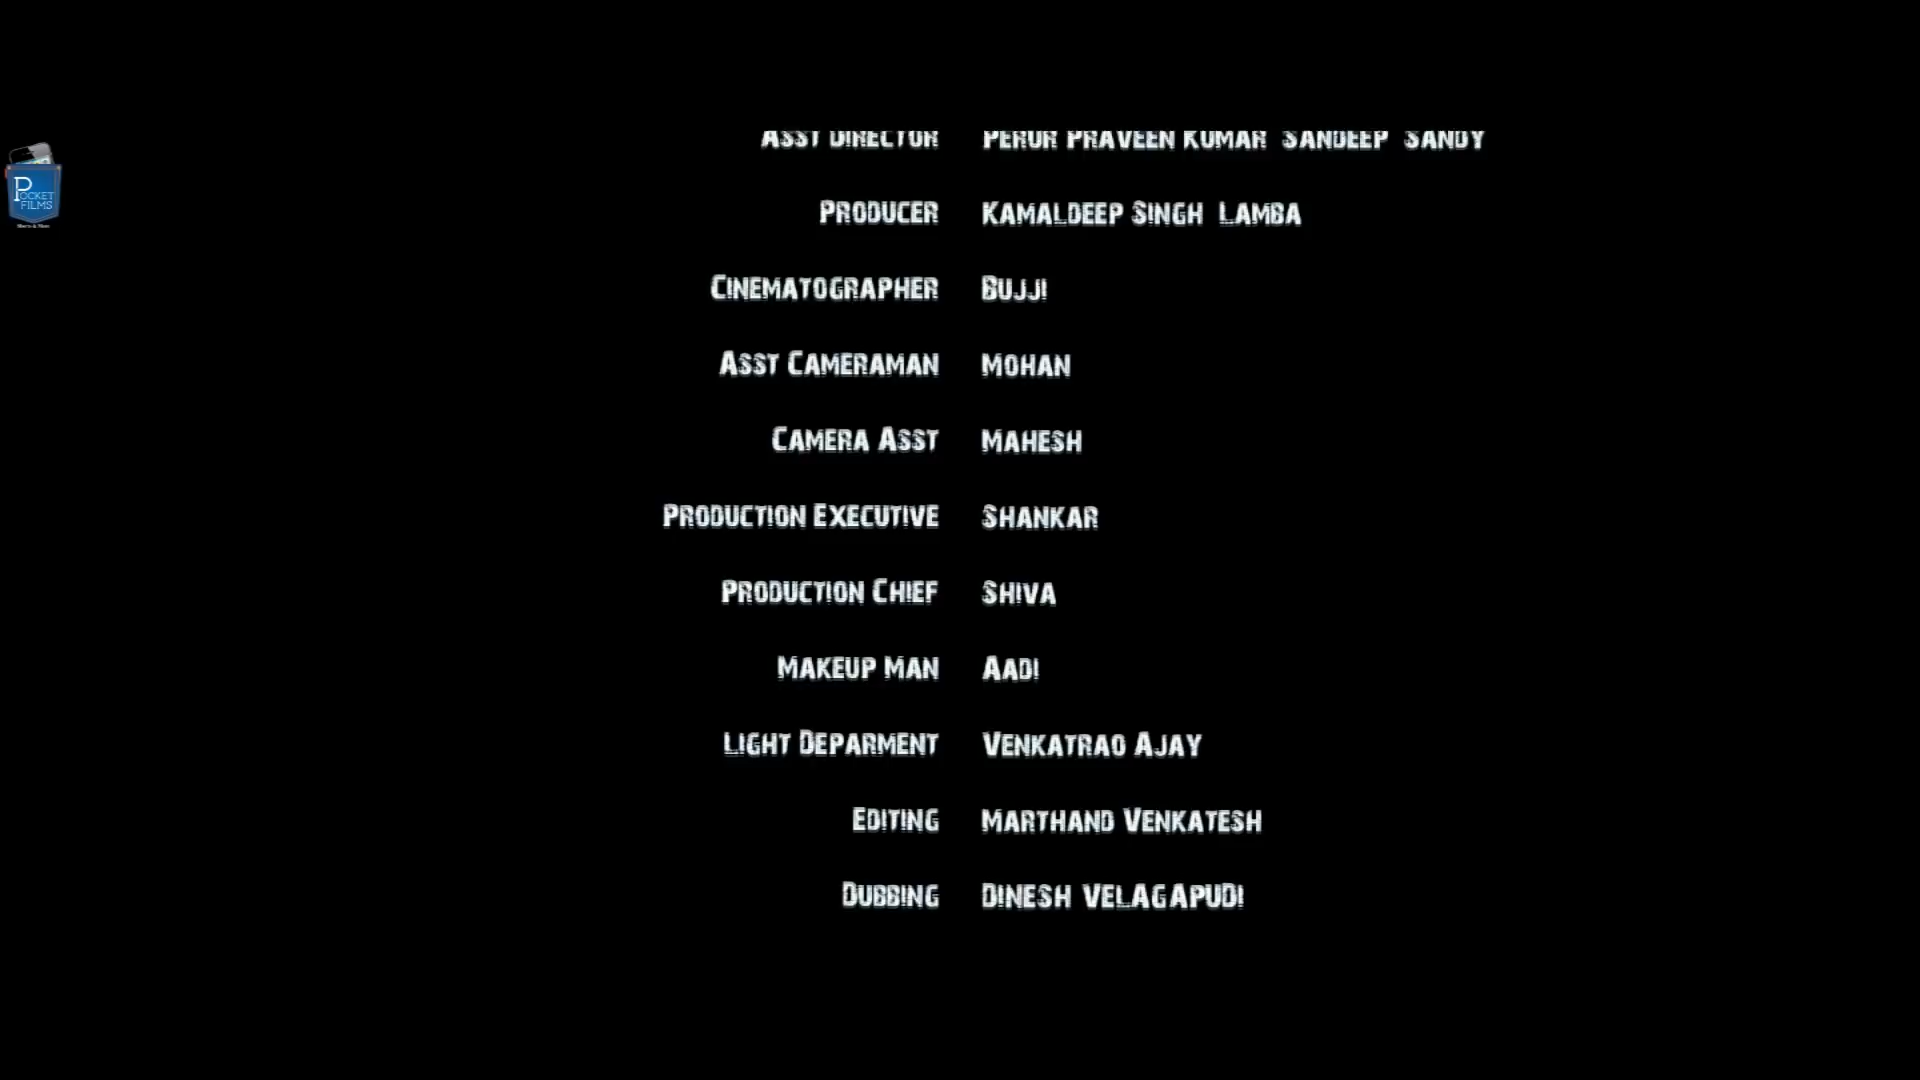 Asst Director Perur Praveen Kumar Sandeep Sandy
Pocket
Films
Producer Kamaldeep Singh Lamba
Cinematographer Bujji
Asst Cameraman Mohan
Camera Asst Mahesh
Production Executive Shankar
Production Chief Shiva
Makeup Man Aadi
Light Deparment Venkatrao Ajay
Editing Marthand Venkatesh
Dubbing Dinesh Velagapudi